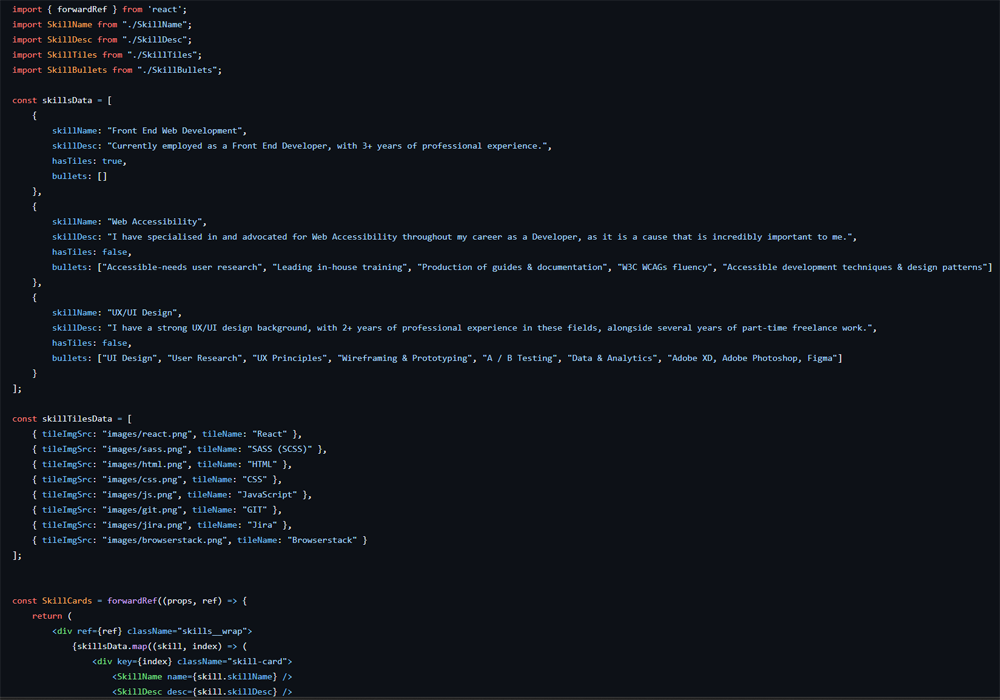 import { forwardRef } from 'react';
import SkillName from "./SkillName";
import SkillDesc from "./SkillDesc";
import SkillTiles from "./SkillTiles";
import SkillBullets from "./SkillBullets";

const skillsData = [
    {
        skillName: "Front End Web Development",
        skillDesc: "Currently employed as a Front End Developer, with 3+ years of professional experience.",
        hasTiles: true,
        bullets: []
    },
    {
        skillName: "Web Accessibility",
        skillDesc: "I have specialised in and advocated for Web Accessibility throughout my career as a Developer, as it is a cause that is incredibly important to me.",
        hasTiles: false,
        bullets: ["Accessible-needs user research", "Leading in-house training", "Production of guides & documentation", "W3C WCAGs fluency", "Accessible development techniques & design patterns"]
    },
    {
        skillName: "UX/UI Design",
        skillDesc: "I have a strong UX/UI design background, with 2+ years of professional experience in these fields, alongside several years of part-time freelance work.",
        hasTiles: false,
        bullets: ["UI Design", "User Research", "UX Principles", "Wireframing & Prototyping", "A / B Testing", "Data & Analytics", "Adobe XD, Adobe Photoshop, Figma"]
    }
];

const skillTilesData = [
    { tileImgSrc: "images/react.png", tileName: "React" },
    { tileImgSrc: "images/sass.png", tileName: "SASS (SCSS)" },
    { tileImgSrc: "images/html.png", tileName: "HTML" },
    { tileImgSrc: "images/css.png", tileName: "CSS" },
    { tileImgSrc: "images/js.png", tileName: "JavaScript" },
    { tileImgSrc: "images/git.png", tileName: "GIT" },
    { tileImgSrc: "images/jira.png", tileName: "Jira" },
    { tileImgSrc: "images/browserstack.png", tileName: "Browserstack" }
];


const SkillCards = forwardRef((props, ref) => {
    return (
        <div ref={ref} className="skills__wrap">
            {skillsData.map((skill, index) => (
                <div key={index} className="skill-card">
                    <SkillName name={skill.skillName} />
                    <SkillDesc desc={skill.skillDesc} />